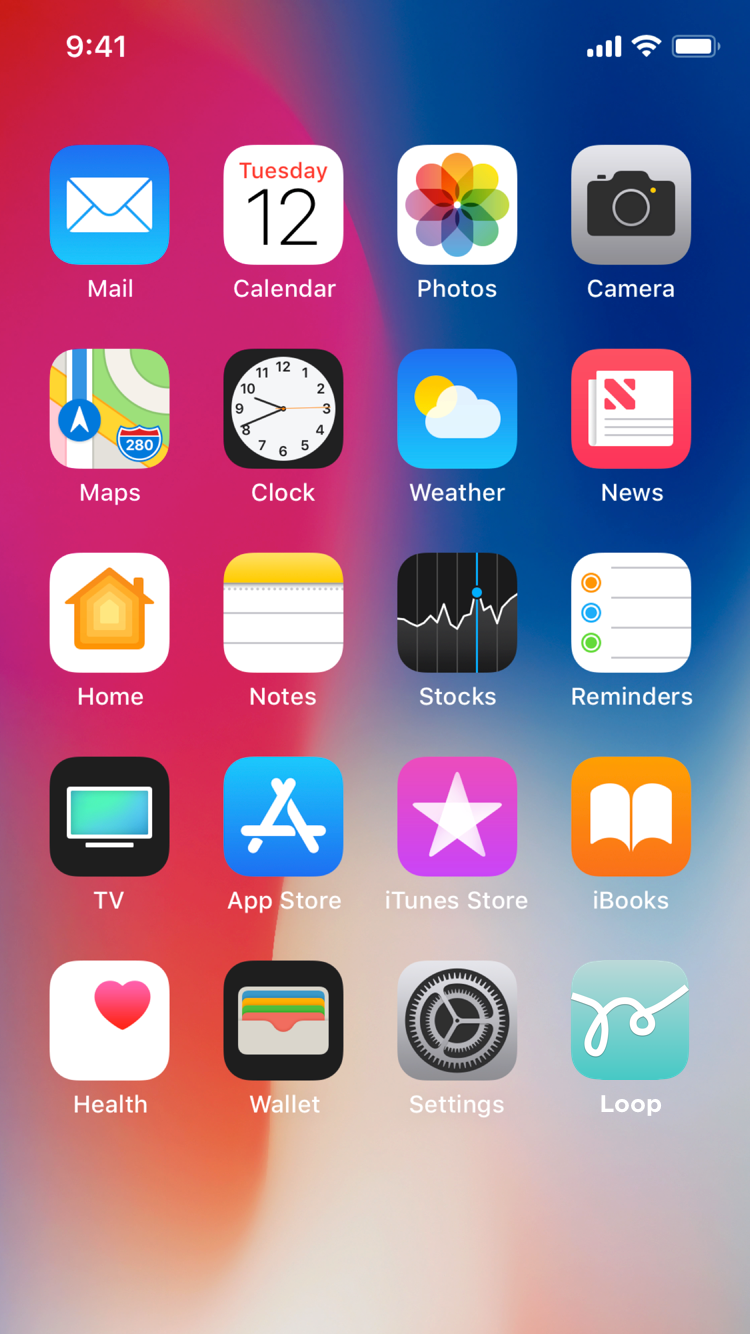 9:41
Tuesday
12
Mail Calendar Photos Camera
12
11 1
10 2
9 3
8 4
7 5
6
280
Maps Clock Weather News
Home Notes Stocks Reminders
TV App Store iTunes Store iBooks
Health Wallet Settings Loop